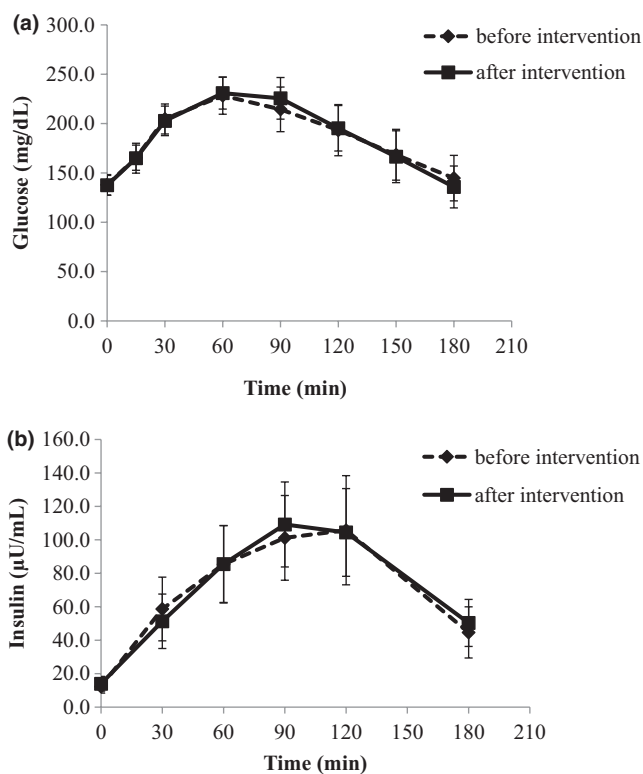 (a)
300.0
250.0
200.0
150.0
100.0
50.0
0.0
Glucose (mg/dL)
before intervention
after intervention
0 30 60 90 120 150 180 210
Time (min)
(b)
160.0
140.0
120.0
100.0
80.0
60.0
40.0
20.0
0.0
Insulin (µU/mL)
before intervention
after intervention
0 30 60 90 120 150 180 210
Time (min)